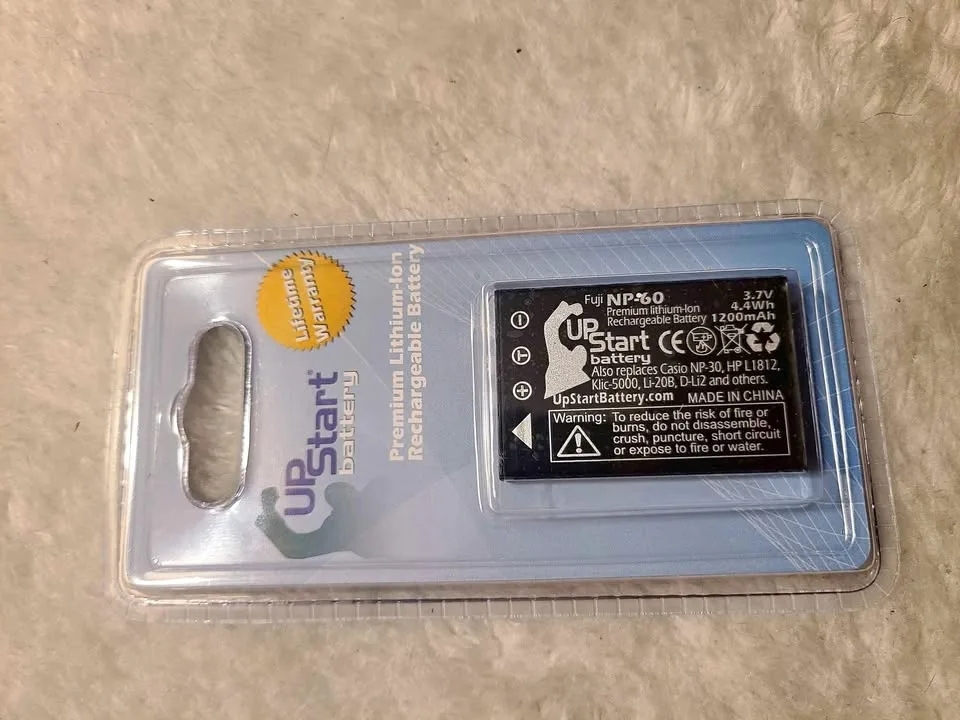 Lifetime
Warranty
UPStart
battery
Premium Lithium-Ion
Rechargeable Battery
Fuji NP-60
Premium lithium-Ion
Rechargeable Battery
3.7V
4.4Wh
1200mAh
UPStart
battery
CE
Also replaces Casio NP-30, HP L1812,
Klic-5000, Li-20B, D-Li2 and others.
UpStartBattery.com MADE IN CHINA
Warning: To reduce the risk of fire or
burns, do not disassemble,
crush, puncture, short circuit
or expose to fire or water.